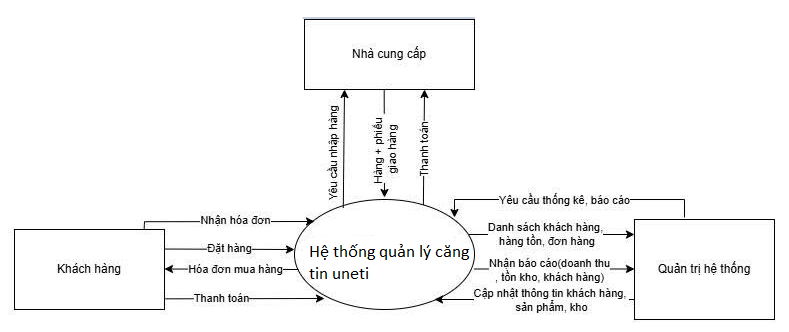 Nhà cung cấp
Yêu cầu nhập hàng
Hàng + phiếu
giao hàng
Thanh toán
Yêu cầu thống kê, báo cáo
Nhận hóa đơn
Đặt hàng
Hóa đơn mua hàng
Thanh toán
Khách hàng
Hệ thống quản lý căng
tin uneti
Danh sách khách hàng,
hàng tồn, đơn hàng
Nhận báo cáo(doanh thu
, tồn kho, khách hàng)
Cập nhật thông tin khách hàng,
sản phẩm, kho
Quản trị hệ thống